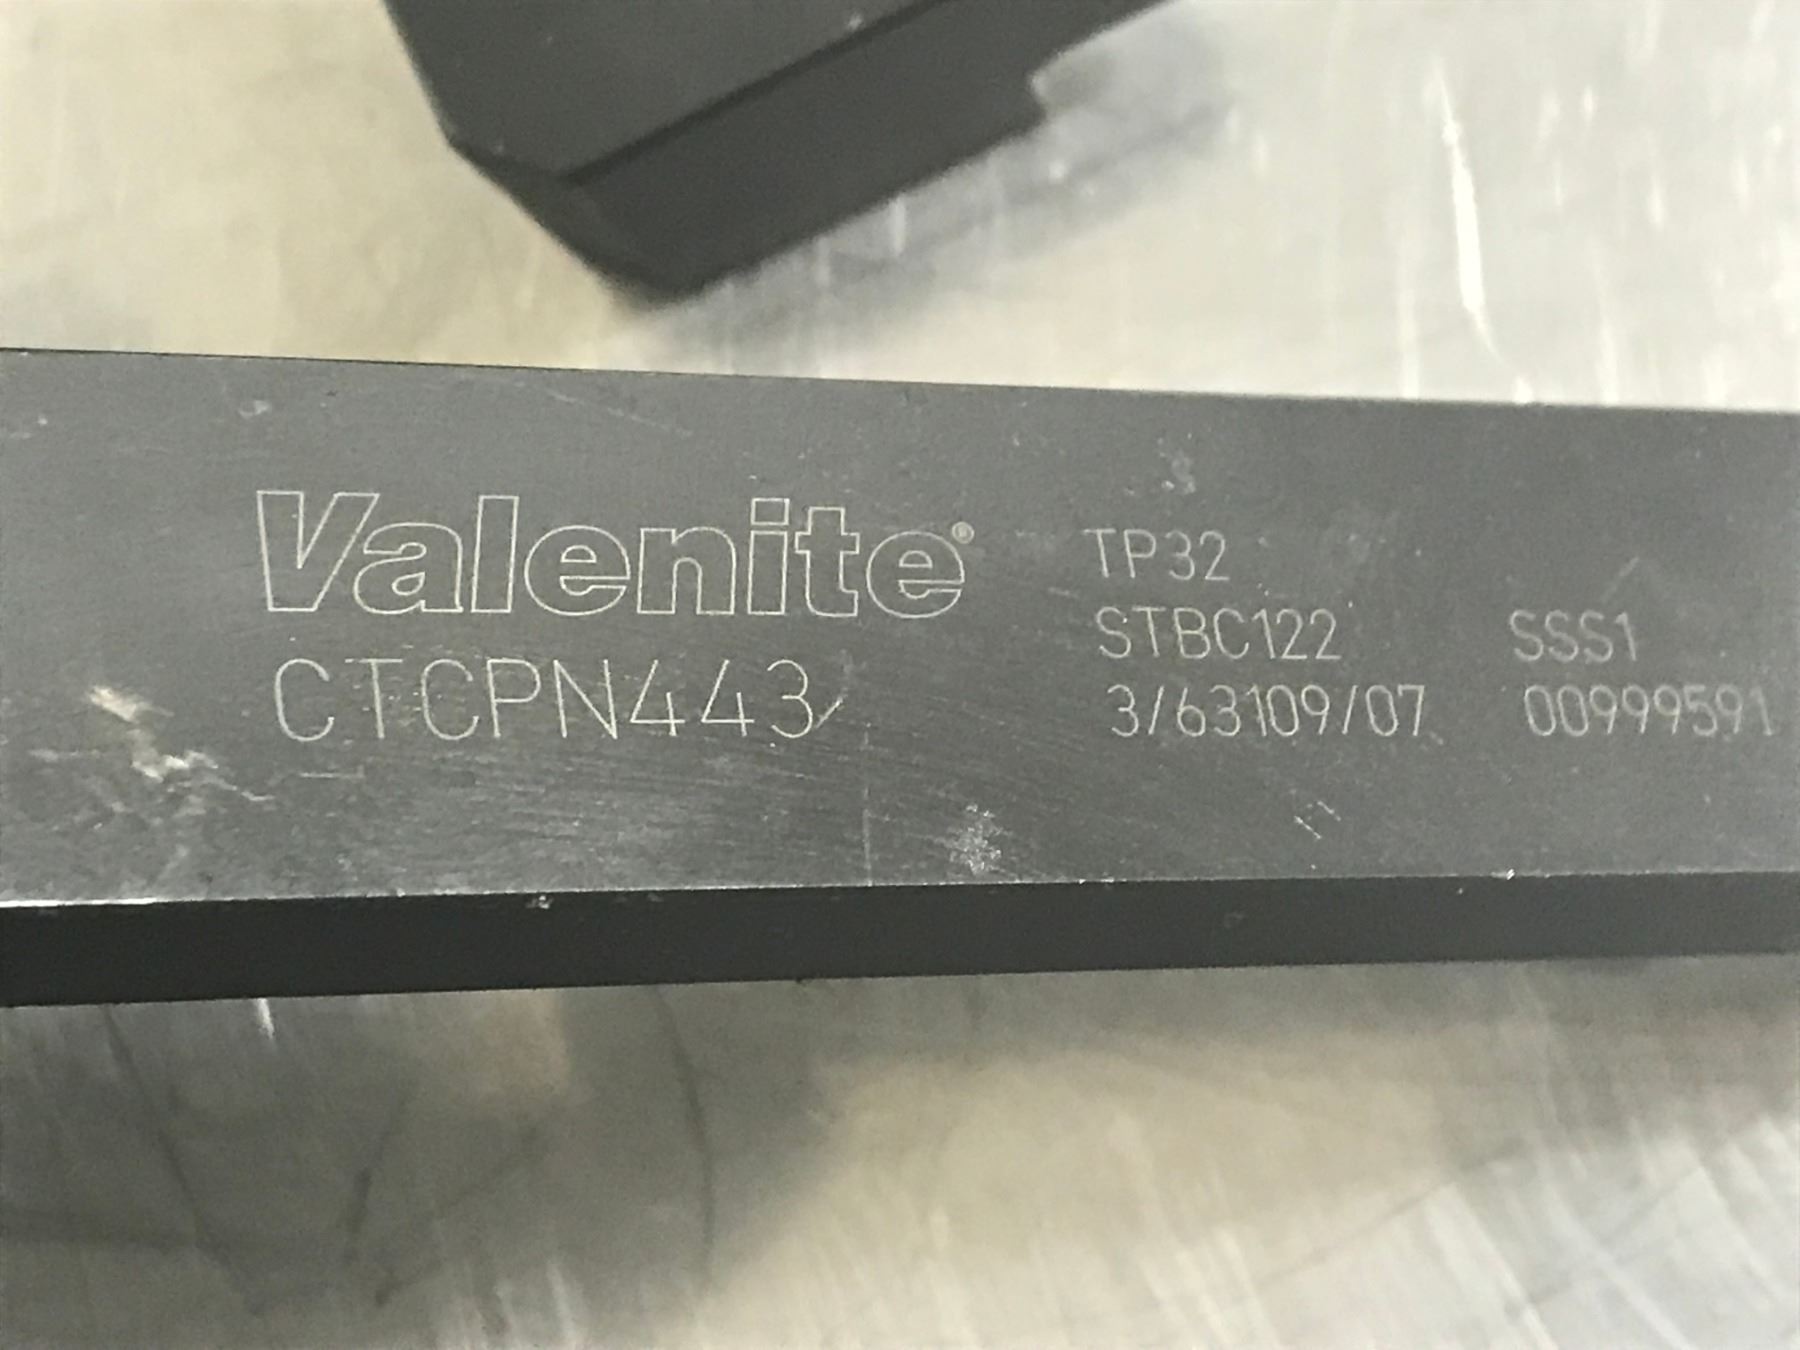 Valenite®
CTCPN443
TP32
STBC122 SSS1
3/63109/07 00999591